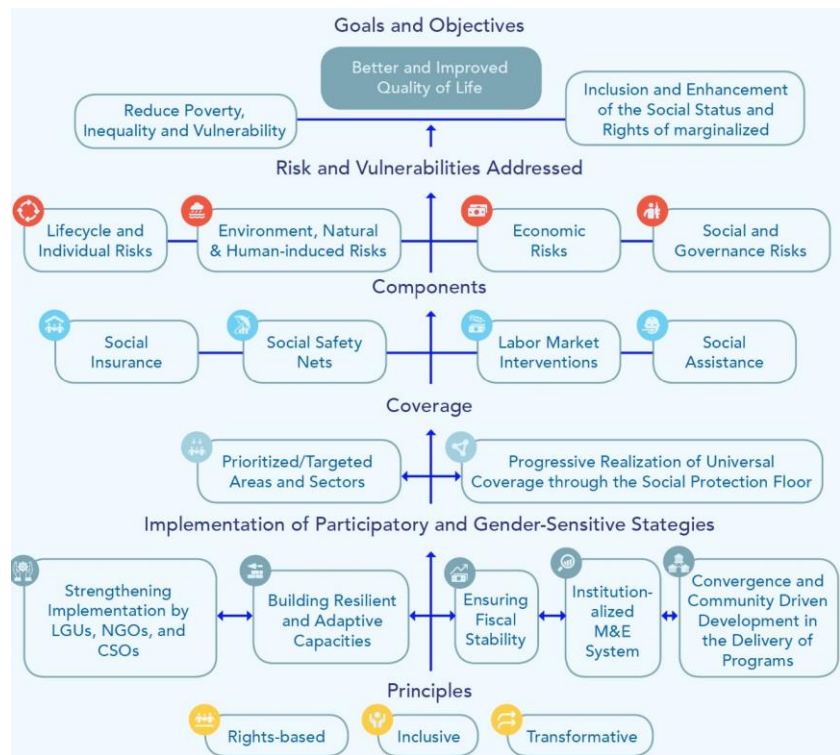 Goals and Objectives
Better and Improved
Quality of Life
Reduce Poverty,
Inequality and Vulnerability
Inclusion and Enhancement
of the Social Status and
Rights of marginalized
Risk and Vulnerabilities Addressed
Lifecycle and
Individual Risks
Environment, Natural
& Human-induced Risks
Economic
Risks
Social and
Governance Risks
Components
Social
Insurance
Social Safety
Nets
Labor Market
Interventions
Social
Assistance
Coverage
Prioritized/Targeted
Areas and Sectors
Progressive Realization of Universal
Coverage through the Social Protection Floor
Implementation of Participatory and Gender-Sensitive Stategies
Strengthening
Implementation by
LGUs, NGOs, and
CSOs
Building Resilient
and Adaptive
Capacities
Ensuring
Fiscal
Stability
Institution-
alized
M&E
System
Convergence and
Community Driven
Development in
the Delivery of
Programs
Principles
Rights-based
Inclusive
Transformative